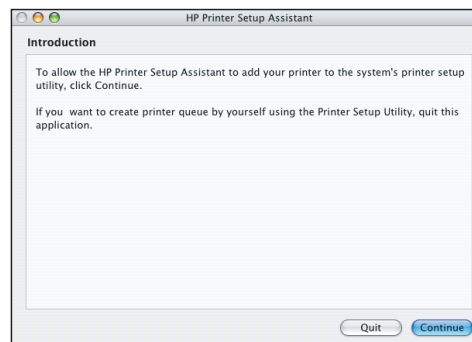 HP Printer Setup Assistant
Introduction
To allow the HP Printer Setup Assistant to add your printer to the system's printer setup
utility, click Continue.
If you want to create printer queue by yourself using the Printer Setup Utility, quit this
application.
Quit
Continue